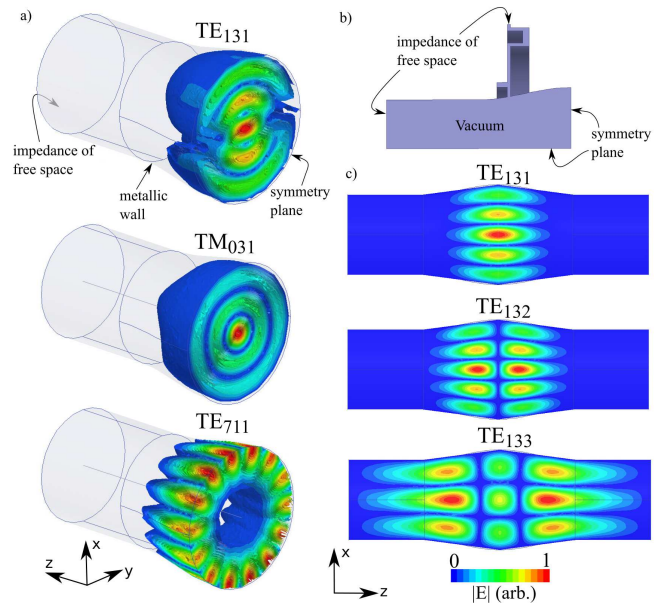 a)
TE131
impedance of
free space
metallic
wall
symmetry
plane
TM031
TE711
x
z
y
b)
impedance of
free space
Vacuum
symmetry
plane
c)
TE131
TE132
TE133
x
z
0
1
|E| (arb.)